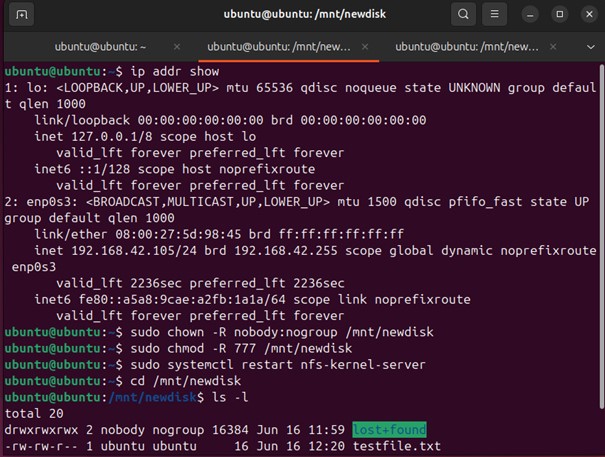 ubuntu@ubuntu: /mnt/newdisk
ubuntu@ubuntu: ~ × ubuntu@ubuntu: /mnt/new... × ubuntu@ubuntu: /mnt/new... ×
ubuntu@ubuntu:~$ ip addr show
1: lo: <LOOPBACK,UP,LOWER_UP> mtu 65536 qdisc noqueue state UNKNOWN group defaul
t qlen 1000
    link/loopback 00:00:00:00:00:00 brd 00:00:00:00:00:00
    inet 127.0.0.1/8 scope host lo
       valid_lft forever preferred_lft forever
    inet6 ::1/128 scope host noprefixroute
       valid_lft forever preferred_lft forever
2: enp0s3: <BROADCAST,MULTICAST,UP,LOWER_UP> mtu 1500 qdisc pfifo_fast state UP
group default qlen 1000
    link/ether 08:00:27:5d:98:45 brd ff:ff:ff:ff:ff:ff
    inet 192.168.42.105/24 brd 192.168.42.255 scope global dynamic noprefixroute
 enp0s3
       valid_lft 2236sec preferred_lft 2236sec
    inet6 fe80::a5a8:9cae:a2fb:1a1a/64 scope link noprefixroute
       valid_lft forever preferred_lft forever
ubuntu@ubuntu:~$ sudo chown -R nobody:nogroup /mnt/newdisk
ubuntu@ubuntu:~$ sudo chmod -R 777 /mnt/newdisk
ubuntu@ubuntu:~$ sudo systemctl restart nfs-kernel-server
ubuntu@ubuntu:~$ cd /mnt/newdisk
ubuntu@ubuntu:/mnt/newdisk$ ls -l
total 20
drwxrwxrwx 2 nobody nogroup 16384 Jun 16 11:59 lost+found
-rw-rw-r-- 1 ubuntu ubuntu    16 Jun 16 12:20 testfile.txt